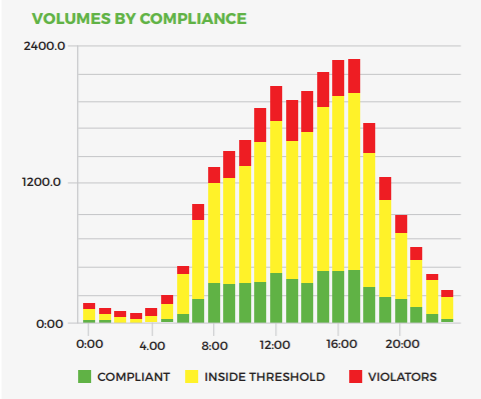 VOLUMES BY COMPLIANCE
2400.0
1200.0
0:00
0:00 4.00 8:00 12:00 16:00 20:00
COMPLIANT INSIDE THRESHOLD VIOLATORS